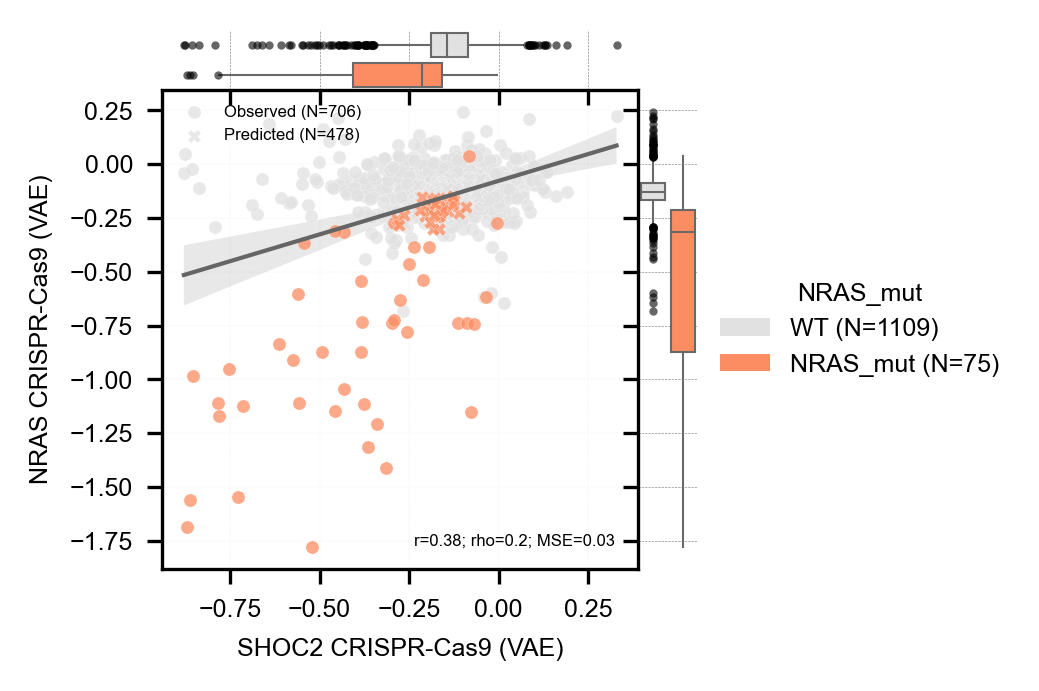 Observed (N=706)
Predicted (N=478)
0.25
0.00
−0.25
−0.50
−0.75
−1.00
−1.25
−1.50
−1.75
NRAS CRISPR-Cas9 (VAE)
r=0.38; rho=0.2; MSE=0.03
−0.75
−0.50
−0.25
0.00
0.25
SHOC2 CRISPR-Cas9 (VAE)
NRAS_mut
WT (N=1109)
NRAS_mut (N=75)